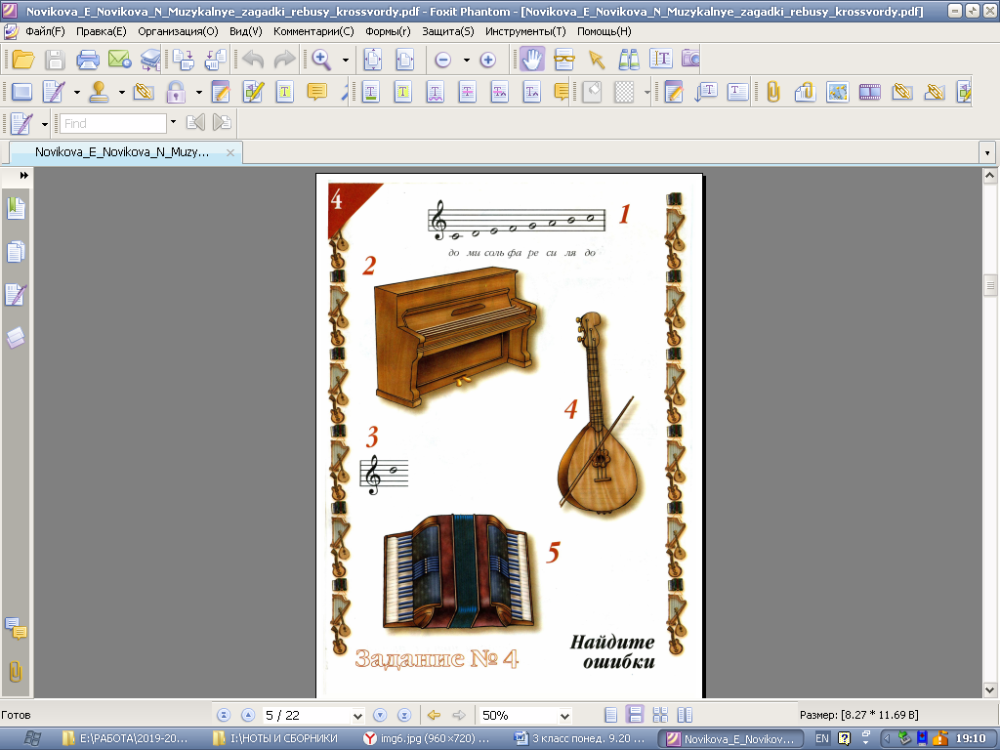 Novikova_E_Novikova_N_Muzykalnye_zagadki_rebusy_krossvordy.pdf - Foxit Phantom - [Novikova_E_Novikova_N_Muzykalnye_zagadki_rebusy_krossvordy.pdf]
Файл(F) Правка(E) Организация(O) Вид(V) Комментарии(C) Формы(r) Защита(S) Инструменты(T) Помощь(H)
Find
Novikova_E_Novikova_N_Muzy...
4
1
до ми соль фа ре си ля до
2
4
3
5
Найдите
ошибки
Задание № 4
Готов
5 / 22
50%
Размер: [8.27 * 11.69 В]
E:\РАБОТА\2019-20...
I:\НОТЫ И СБОРНИКИ
img6.jpg (960×720) ...
3 класс понед. 9.20 ...
Novikova_E_Novikov...
EN
19:10